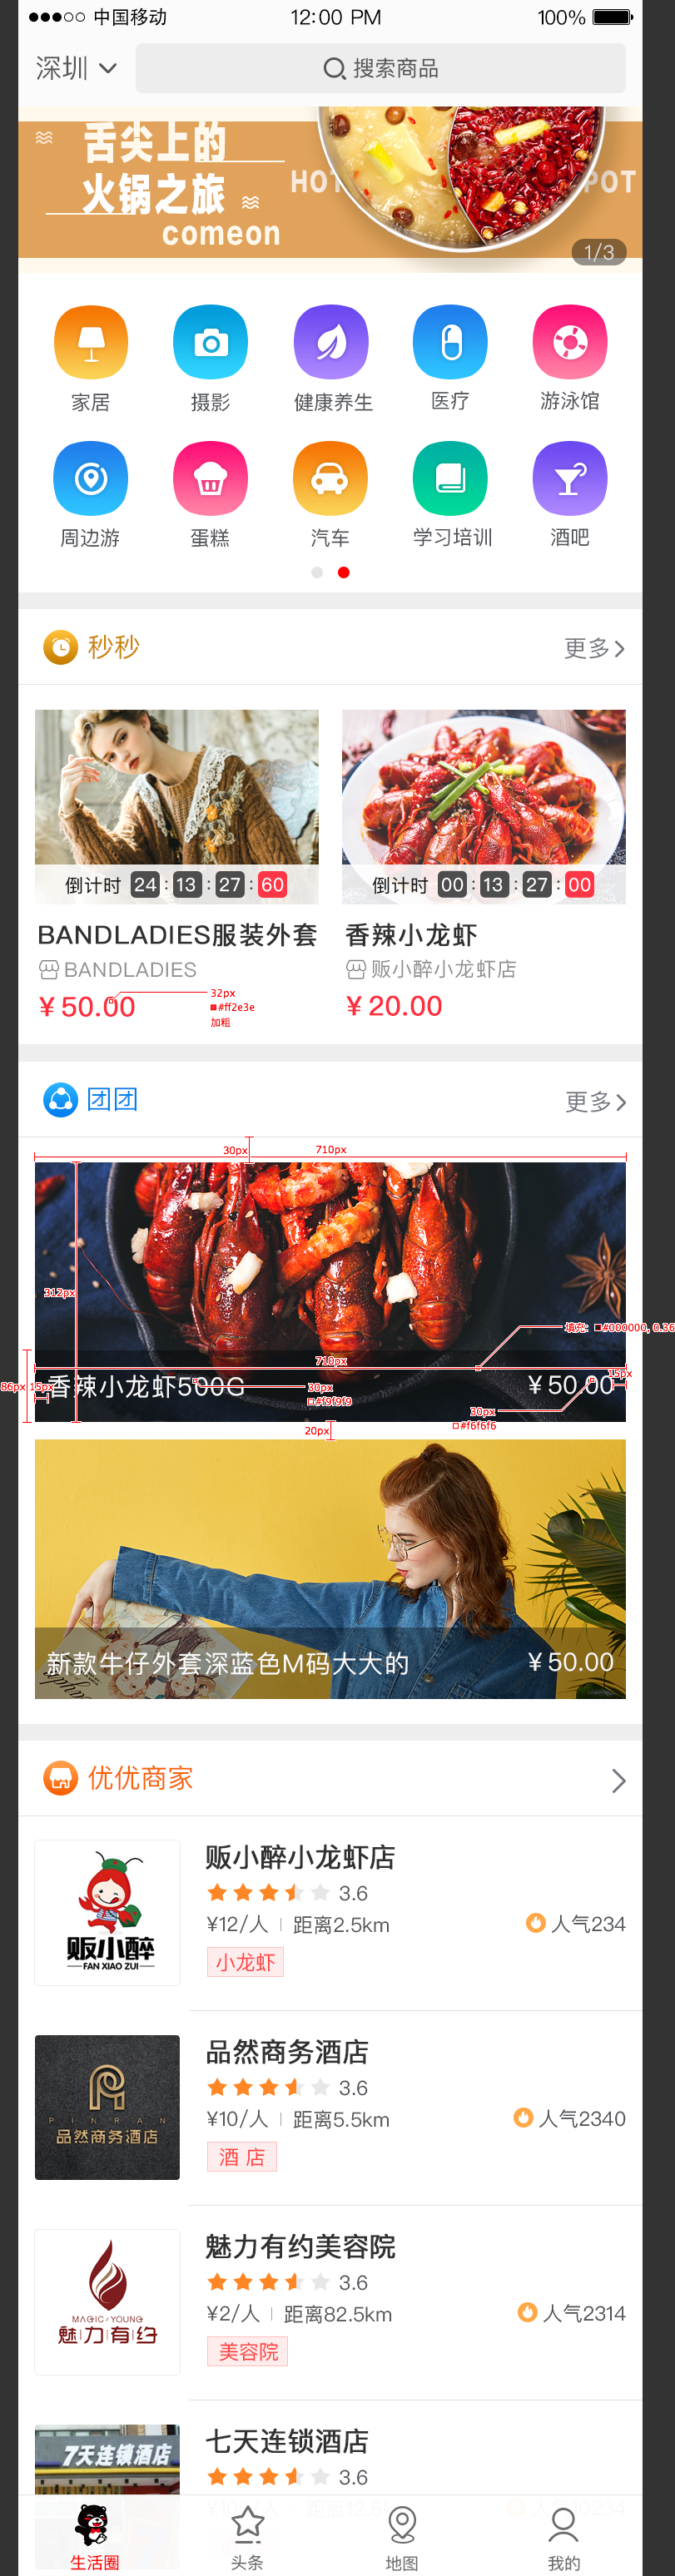 中国移动 12:00 PM 100%
深圳 搜索商品
舌尖上的
火锅之旅
HOT POT
comeon
1/3
家居 摄影 健康养生 医疗 游泳馆
周边游 蛋糕 汽车 学习培训 酒吧
秒秒 更多
倒计时 24 : 13 : 27 : 60
倒计时 00 : 13 : 27 : 00
BANDLADIES服装外套 香辣小龙虾
BANDLADIES 贩小醉小龙虾店
¥50.00 ¥20.00
32px
#ff2e3e
加粗
团团 更多
30px 710px
312px
填充: #000000, 0.36
710px
15px
86px 15px
香辣小龙虾500G ¥50.00
30px
#f9f9f9
30px
#f6f6f6
20px
新款牛仔外套深蓝色M码大大的 ¥50.00
优优商家
贩小醉
FAN XIAO ZUI
贩小醉小龙虾店
3.6
¥12/人 距离2.5km 人气234
小龙虾
PINRAN
品然商务酒店
品然商务酒店
3.6
¥10/人 距离5.5km 人气2340
酒 店
MAGIC/YOUNG
魅力有约
魅力有约美容院
3.6
¥2/人 距离82.5km 人气2314
美容院
7天连锁酒店
七天连锁酒店
3.6
生活圈 头条 地图 我的